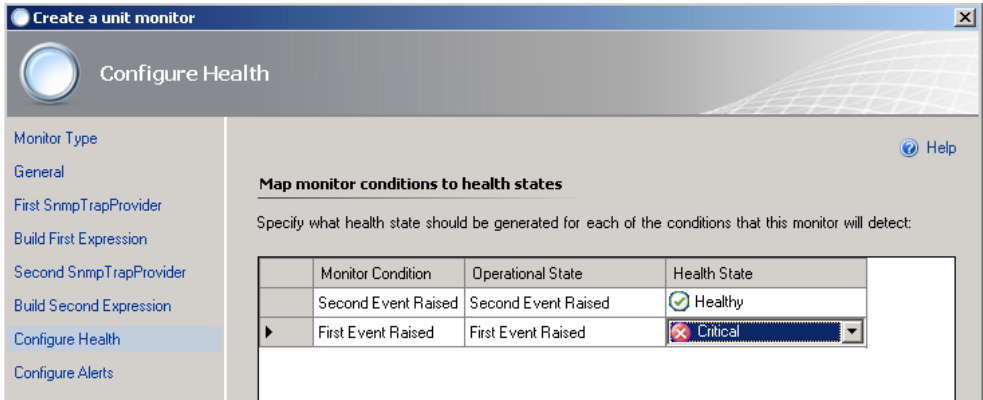 Create a unit monitor
Configure Health
Monitor Type
General
First SnmpTrapProvider
Build First Expression
Second SnmpTrapProvider
Build Second Expression
Configure Health
Configure Alerts
Help
Map monitor conditions to health states
Specify what health state should be generated for each of the conditions that this monitor will detect:
Monitor Condition Operational State Health State
Second Event Raised Second Event Raised Healthy
First Event Raised First Event Raised Critical